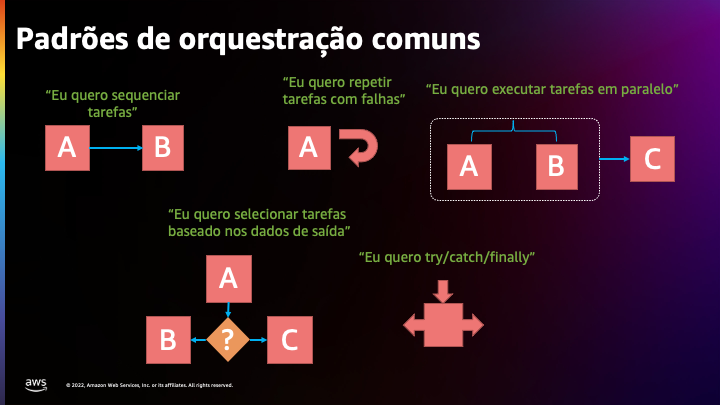 Padrões de orquestração comuns
“Eu quero sequenciar
tarefas”
A
B
“Eu quero repetir
tarefas com falhas”
A
“Eu quero executar tarefas em paralelo”
A
B
C
“Eu quero selecionar tarefas
baseado nos dados de saída”
A
B
?
C
“Eu quero try/catch/finally”
aws
© 2022, Amazon Web Services, Inc. or its affiliates. All rights reserved.